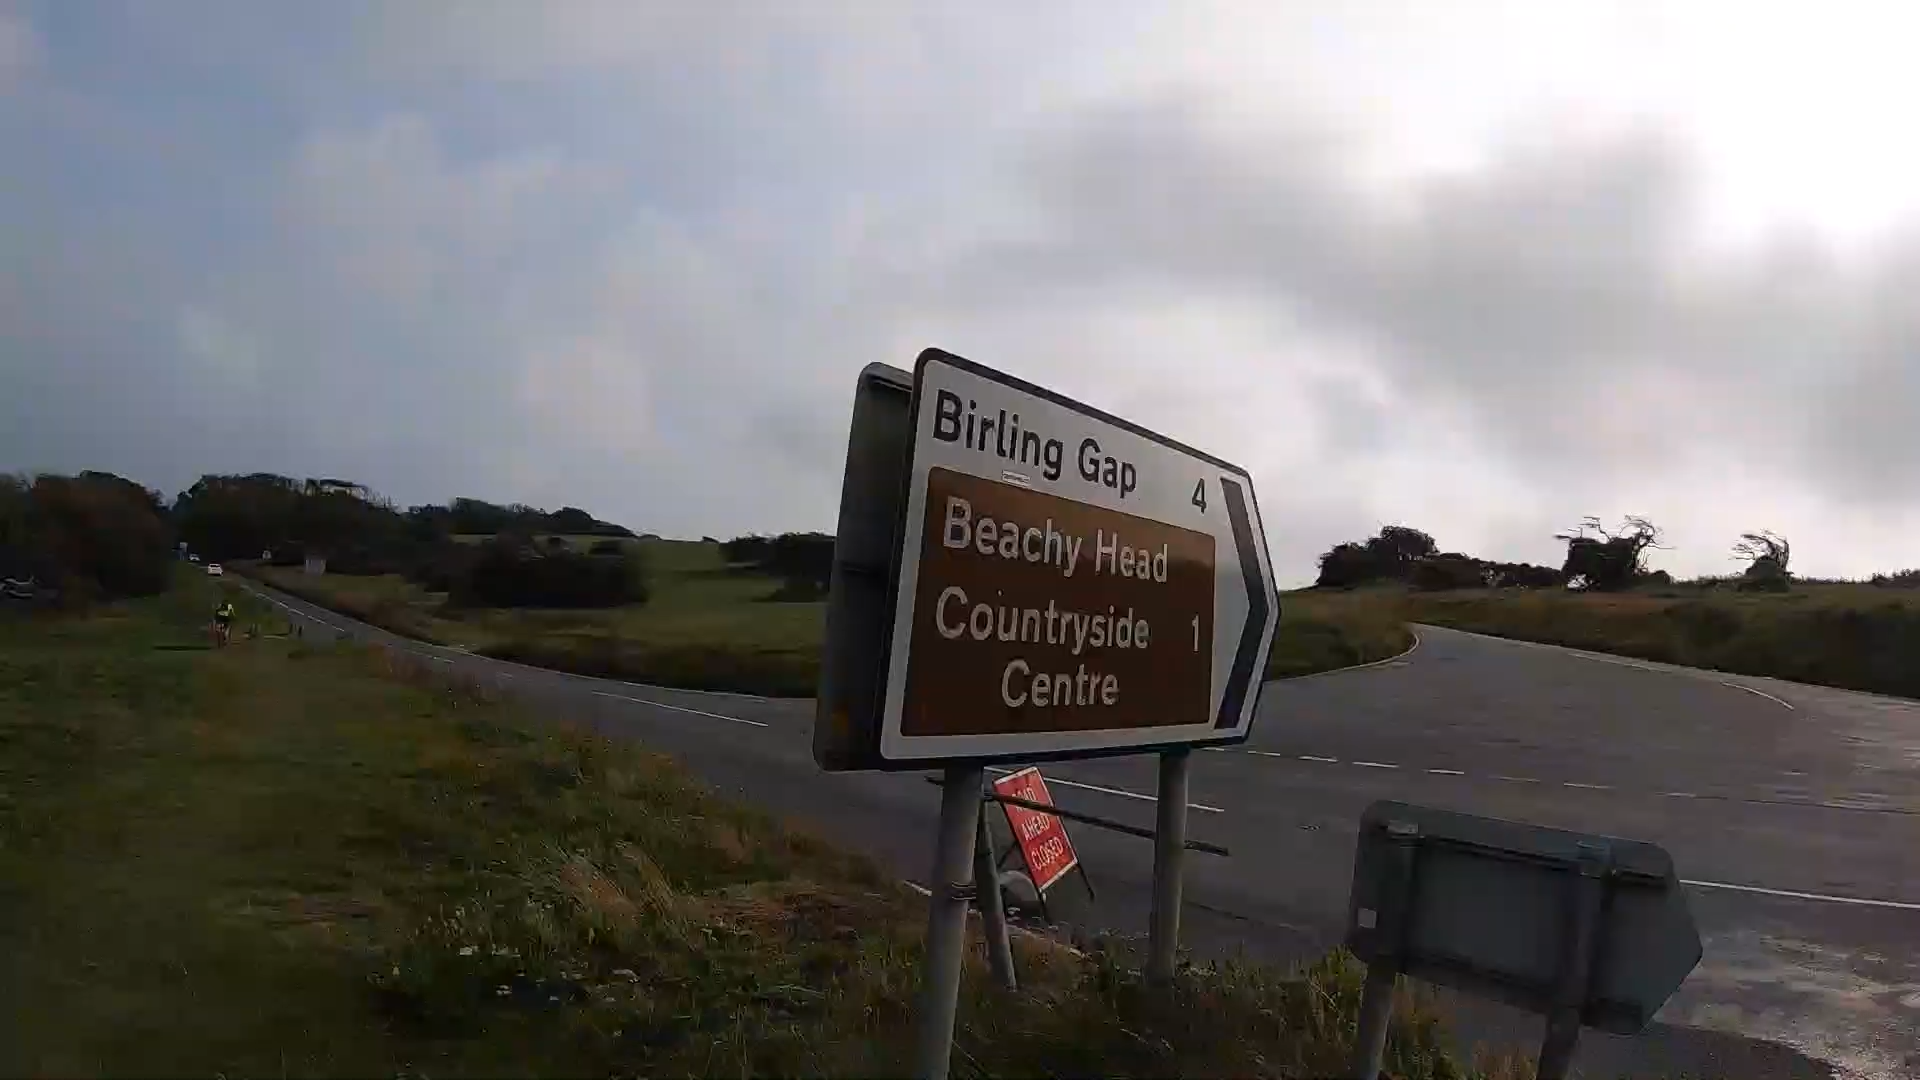 Birling Gap 4
Beachy Head
Countryside 1
Centre
ROAD
AHEAD
CLOSED